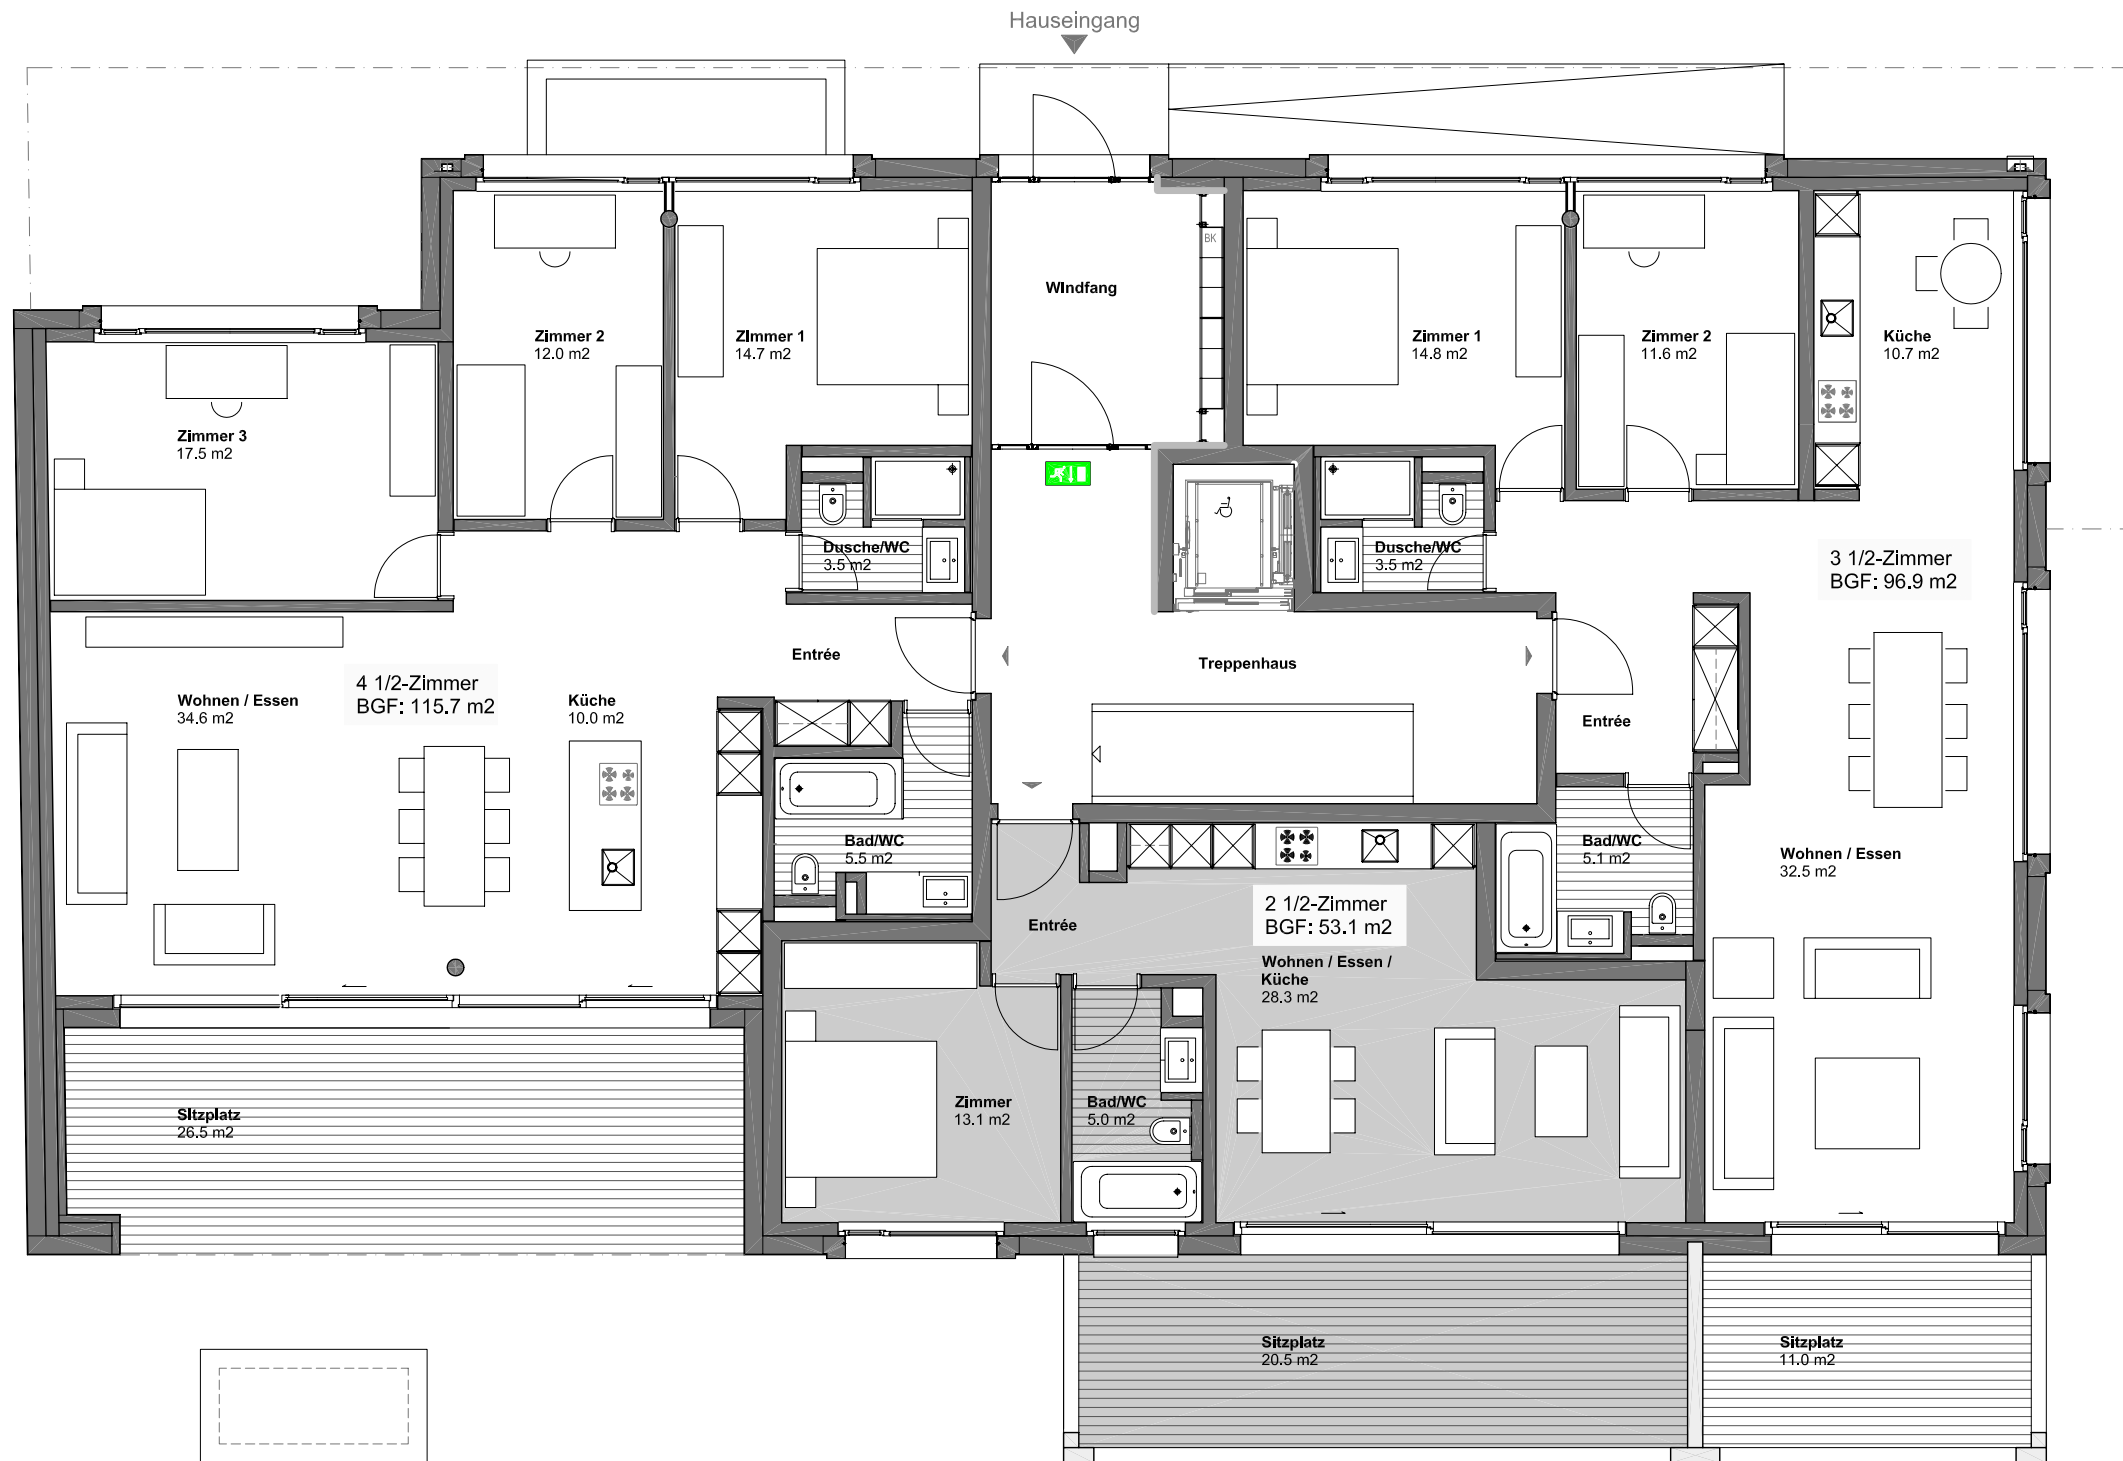 Hauseingang
BK
WIndfang
Zimmer 2
12.0 m2
ZImmer 1
14.7 m2
Zimmer 1
14.8 m2
Zimmer 2
11.6 m2
Küche
10.7 m2
Zimmer 3
17.5 m2
Dusche/WC
3.5 m2
Dusche/WC
3.5 m2
3 1/2-Zimmer
BGF: 96.9 m2
Entrée
Treppenhaus
4 1/2-Zimmer
BGF: 115.7 m2
Wohnen / Essen
34.6 m2
Küche
10.0 m2
Entrée
Bad/WC
5.5 m2
Bad/WC
5.1 m2
Wohnen / Essen
32.5 m2
2 1/2-Zimmer
BGF: 53.1 m2
Entrée
Wohnen / Essen /
Küche
28.3 m2
Zimmer
13.1 m2
Bad/WC
5.0 m2
SItzplatz
26.5 m2
Sitzplatz
20.5 m2
Sitzplatz
11.0 m2